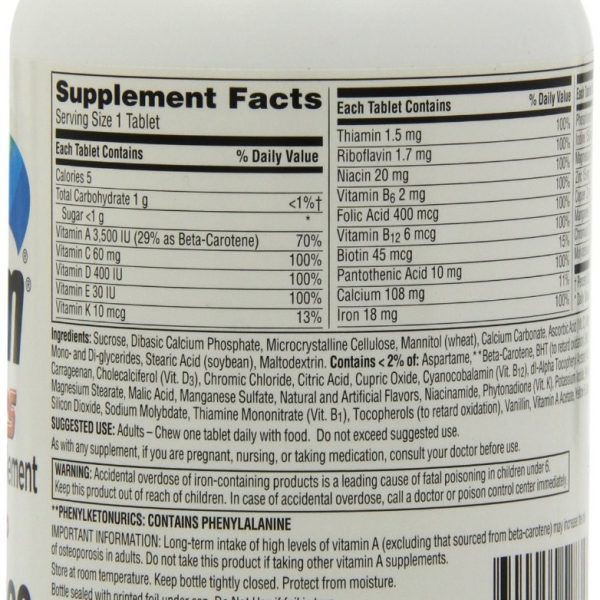 Supplement Facts
Serving Size 1 Tablet
Each Tablet Contains % Daily Value
Calories 5
Total Carbohydrate 1 g <1%†
Sugar <1 g *
Vitamin A 3,500 IU (29% as Beta-Carotene) 70%
Vitamin C 60 mg 100%
Vitamin D 400 IU 100%
Vitamin E 30 IU 100%
Vitamin K 10 mcg 13%
Each Tablet Contains % Daily Value
Thiamin 1.5 mg 100%
Riboflavin 1.7 mg 100%
Niacin 20 mg 100%
Vitamin B6 2 mg 100%
Folic Acid 400 mcg 100%
Vitamin B12 6 mcg 100%
Biotin 45 mcg 15%
Pantothenic Acid 10 mg 100%
Calcium 108 mg 11%
Iron 18 mg 100%
Ingredients: Sucrose, Dibasic Calcium Phosphate, Microcrystalline Cellulose, Mannitol (wheat), Calcium Carbonate, Ascorbic Acid
Mono- and Di-glycerides, Stearic Acid (soybean), Maltodextrin. Contains < 2% of: Aspartame,** Beta-Carotene, BHT (to retard
Carrageenan, Cholecalciferol (Vit. D3), Chromic Chloride, Citric Acid, Cupric Oxide, Cyanocobalamin (Vit. B12), dl-Alpha Tocopheryl
Magnesium Stearate, Malic Acid, Manganese Sulfate, Natural and Artificial Flavors, Niacinamide, Phytonadione (Vit. K), Potassium
Silicon Dioxide, Sodium Molybdate, Thiamine Mononitrate (Vit. B1), Tocopherols (to retard oxidation), Vanillin, Vitamin A Acetate,
SUGGESTED USE: Adults – Chew one tablet daily with food. Do not exceed suggested use.
As with any supplement, if you are pregnant, nursing, or taking medication, consult your doctor before use.
WARNING: Accidental overdose of iron-containing products is a leading cause of fatal poisoning in children under 6.
Keep this product out of reach of children. In case of accidental overdose, call a doctor or poison control center immediately.
**PHENYLKETONURICS: CONTAINS PHENYLALANINE
IMPORTANT INFORMATION: Long-term intake of high levels of vitamin A (excluding that sourced from beta-carotene) may increase
of osteoporosis in adults. Do not take this product if taking other vitamin A supplements.
Store at room temperature. Keep bottle tightly closed. Protect from moisture.
Bottle sealed with printed foil under cap.